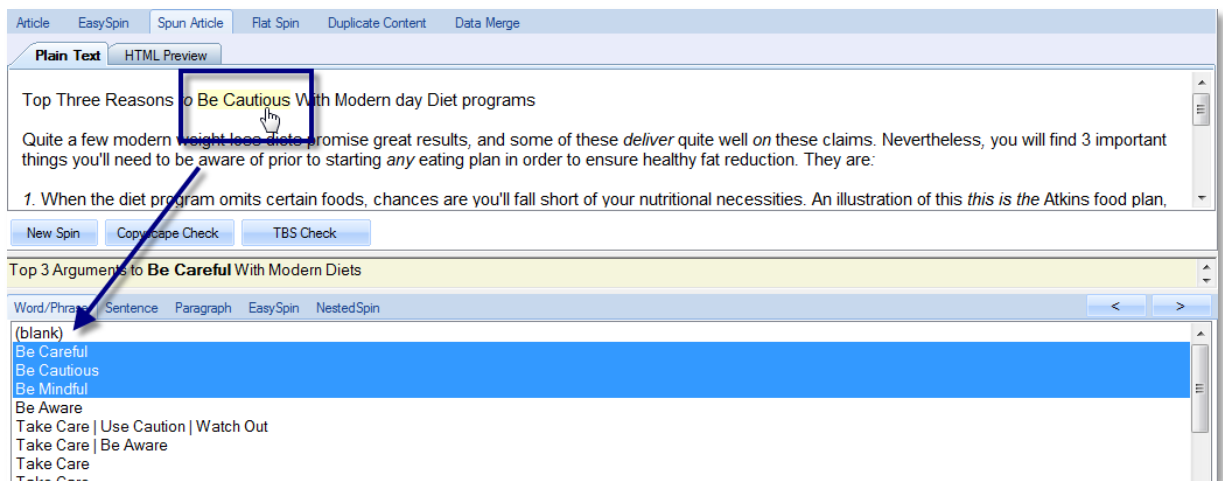 Article EasySpin Spun Article Flat Spin Duplicate Content Data Merge
Plain Text HTML Preview
Top Three Reasons to Be Cautious With Modern day Diet programs
Quite a few modern weight loss diets promise great results, and some of these deliver quite well on these claims. Nevertheless, you will find 3 important
things you'll need to be aware of prior to starting any eating plan in order to ensure healthy fat reduction. They are:
1. When the diet program omits certain foods, chances are you'll fall short of your nutritional necessities. An illustration of this this is the Atkins food plan,
New Spin Copyscape Check TBS Check
Top 3 Arguments to Be Careful With Modern Diets
Word/Phrase Sentence Paragraph EasySpin NestedSpin < >
(blank)
Be Careful
Be Cautious
Be Mindful
Be Aware
Take Care | Use Caution | Watch Out
Take Care | Be Aware
Take Care
Take Care